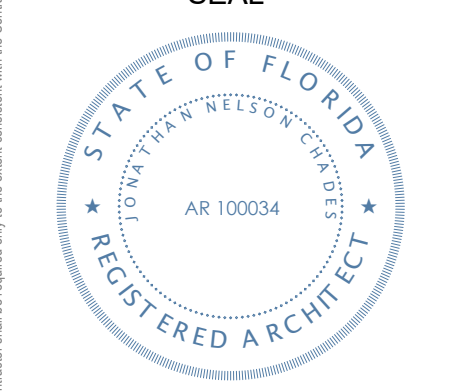 STATE OF FLORIDA
JONATHAN NELSON CHADES
AR 100034
REGISTERED ARCHITECT